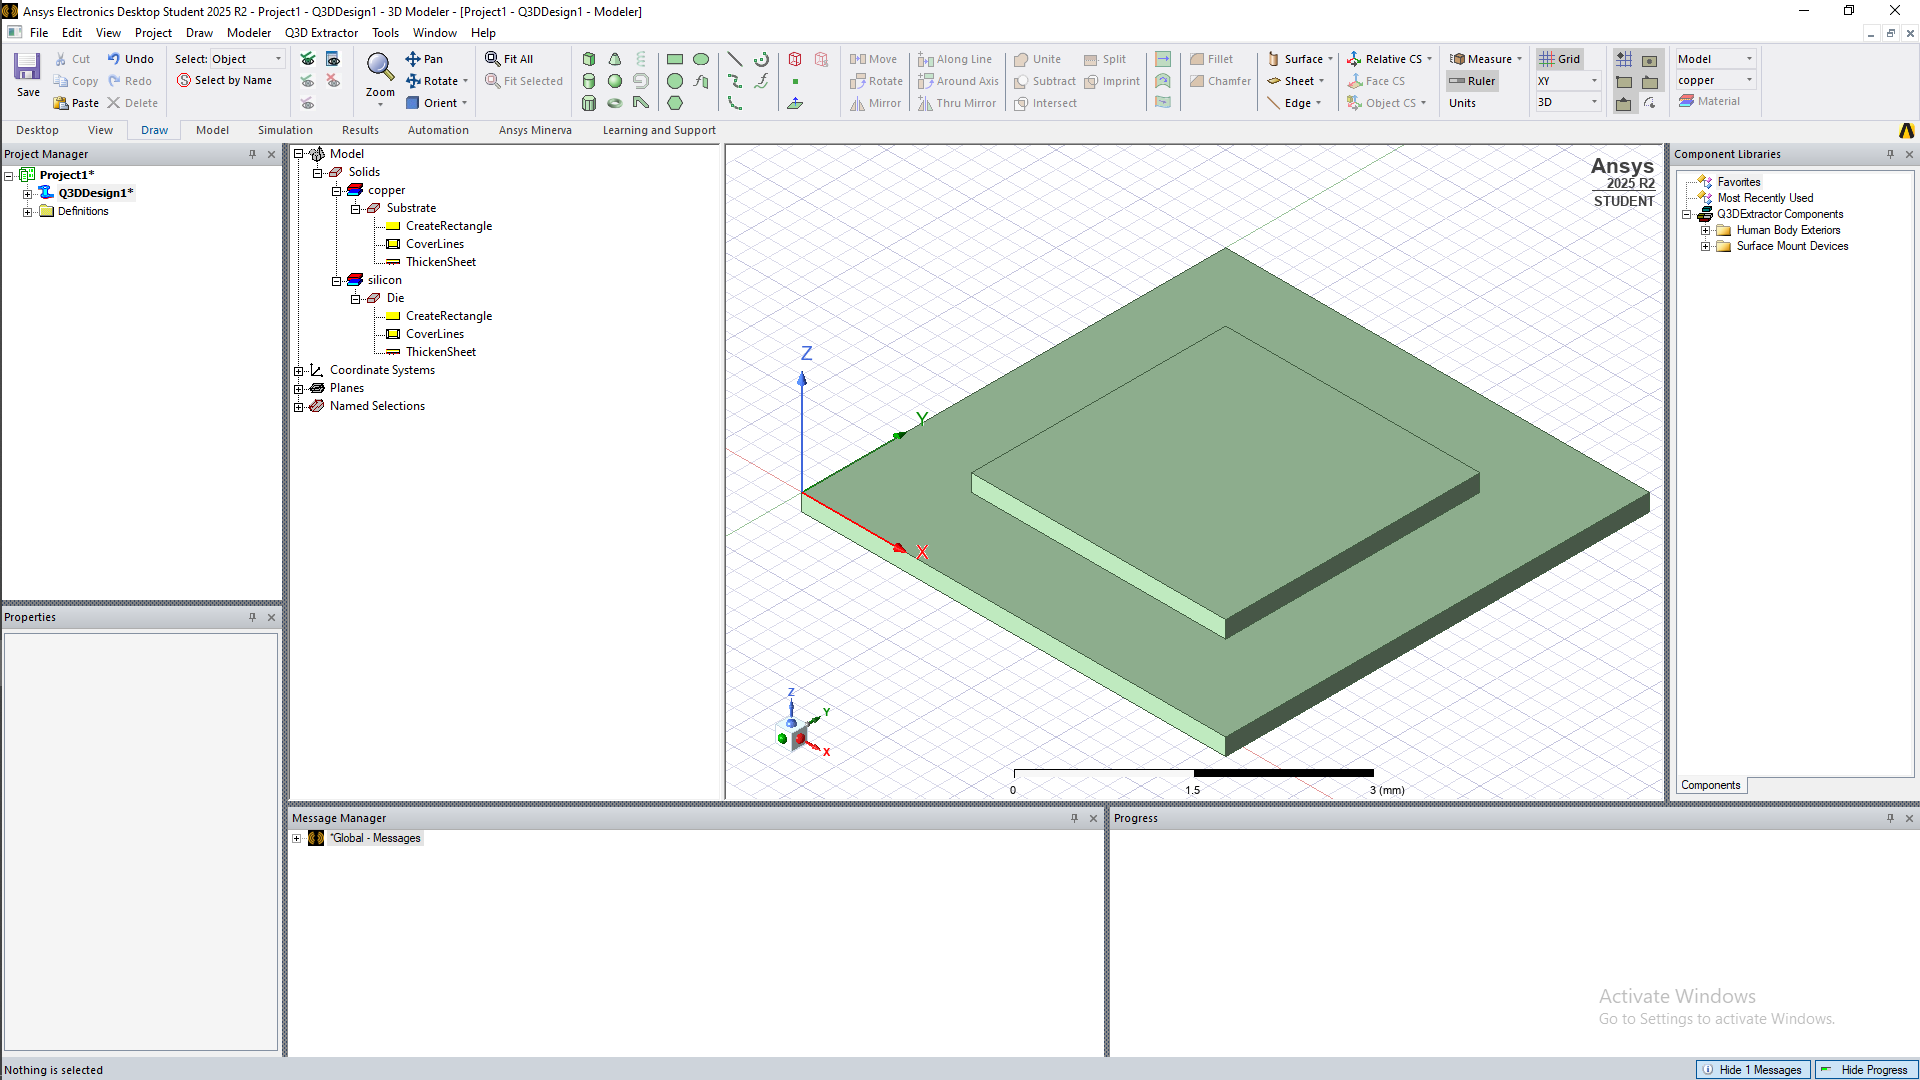 Ansys Electronics Desktop Student 2025 R2 - Project1 - Q3DDesign1 - 3D Modeler - [Project1 - Q3DDesign1 - Modeler]
File Edit View Project Draw Modeler Q3D Extractor Tools Window Help
Save
Cut
Copy
Paste
Undo
Redo
Delete
Select: Object
Select by Name
Zoom
Pan
Rotate
Orient
Fit All
Fit Selected
Move
Rotate
Mirror
Along Line
Around Axis
Thru Mirror
Unite
Subtract
Intersect
Split
Imprint
Fillet
Chamfer
Surface
Sheet
Edge
Relative CS
Face CS
Object CS
Measure
Ruler
Units
Grid
XY
3D
Model
copper
Material
Desktop View Draw Model Simulation Results Automation Ansys Minerva Learning and Support
Project Manager
Project1*
Q3DDesign1*
Definitions
Properties
Model
Solids
copper
Substrate
CreateRectangle
CoverLines
ThickenSheet
silicon
Die
CreateRectangle
CoverLines
ThickenSheet
Coordinate Systems
Planes
Named Selections
Ansys
2025 R2
STUDENT
Z
Y
X
Z
Y
X
0 1.5 3 (mm)
Component Libraries
Favorites
Most Recently Used
Q3DExtractor Components
Human Body Exteriors
Surface Mount Devices
Components
Message Manager
*Global - Messages
Progress
Activate Windows
Go to Settings to activate Windows.
Nothing is selected
Hide 1 Messages
Hide Progress